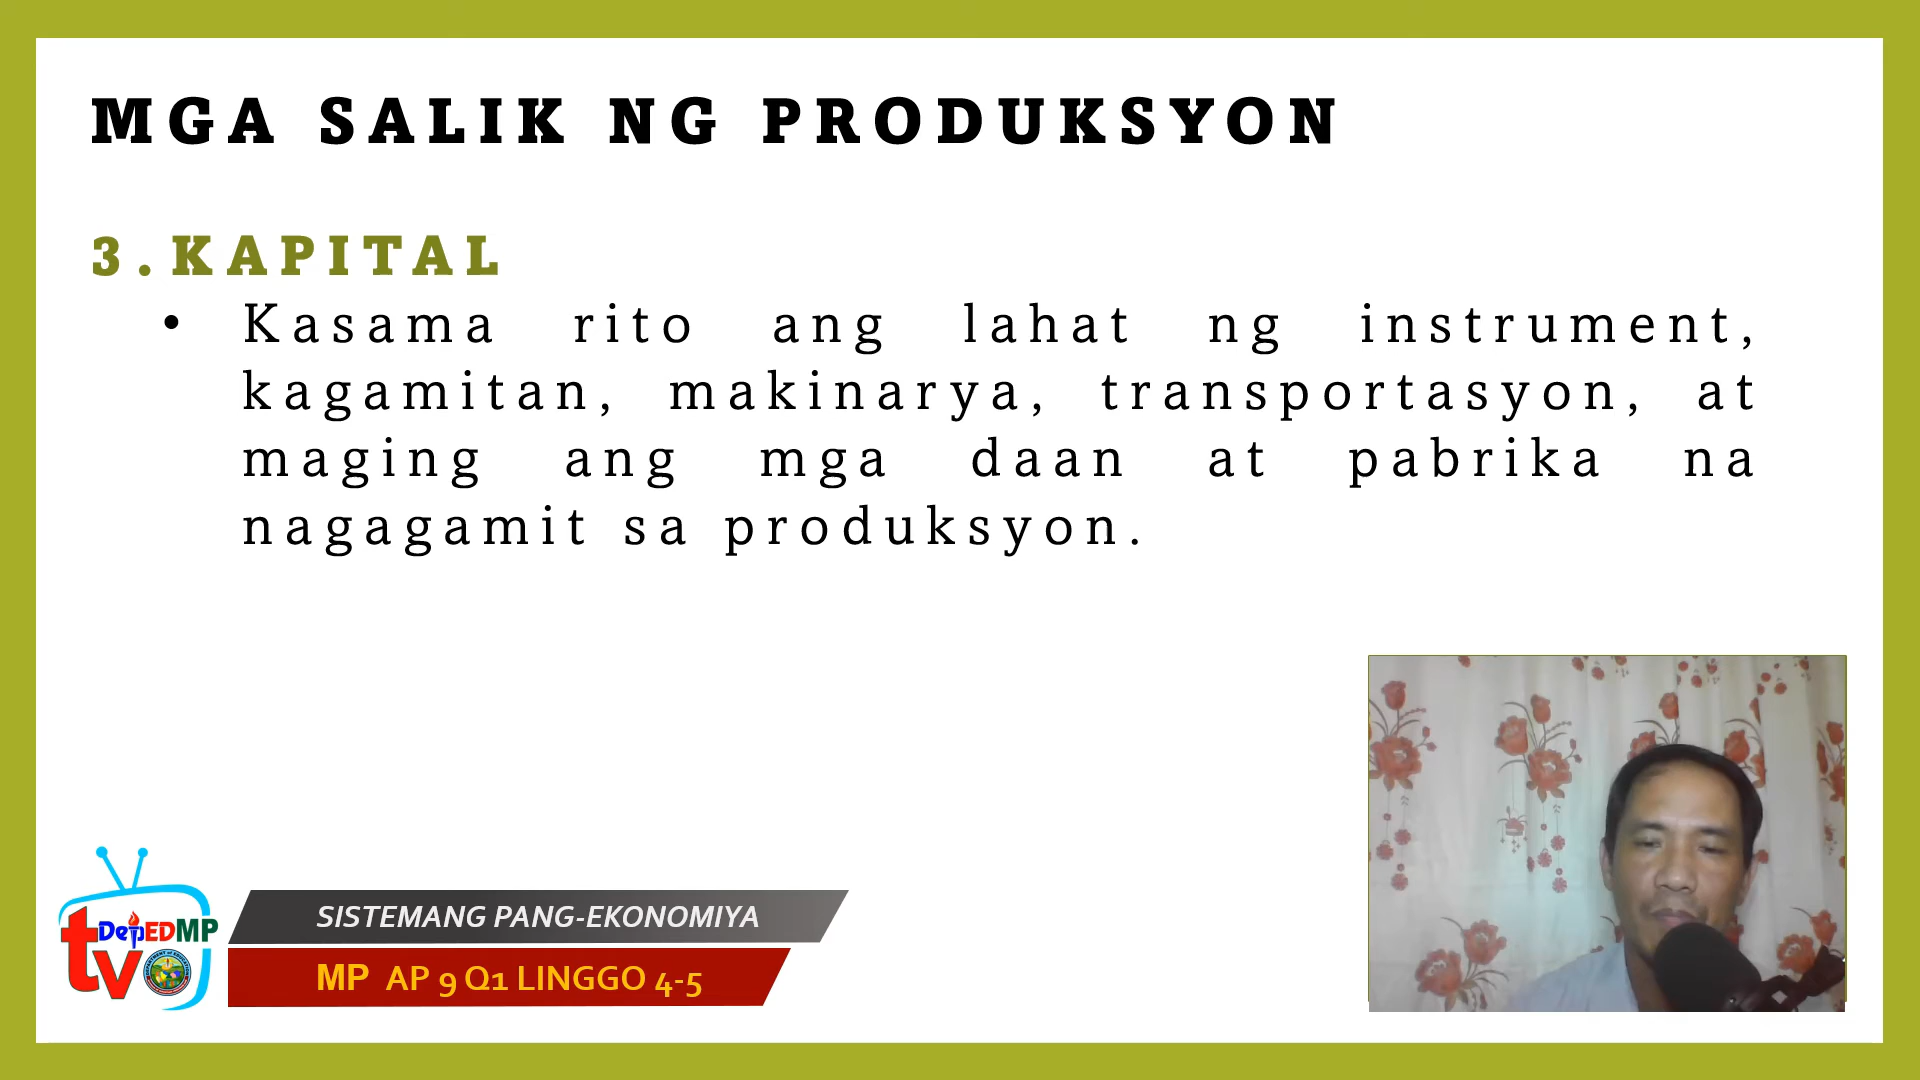 MGA SALIK NG PRODUKSYON
3.KAPITAL
• Kasama rito ang lahat ng instrument,
kagamitan, makinarya, transportasyon, at
maging ang mga daan at pabrika na
nagagamit sa produksyon.
tv DepEDMP
SISTEMANG PANG-EKONOMIYA
MP AP 9 Q1 LINGGO 4-5